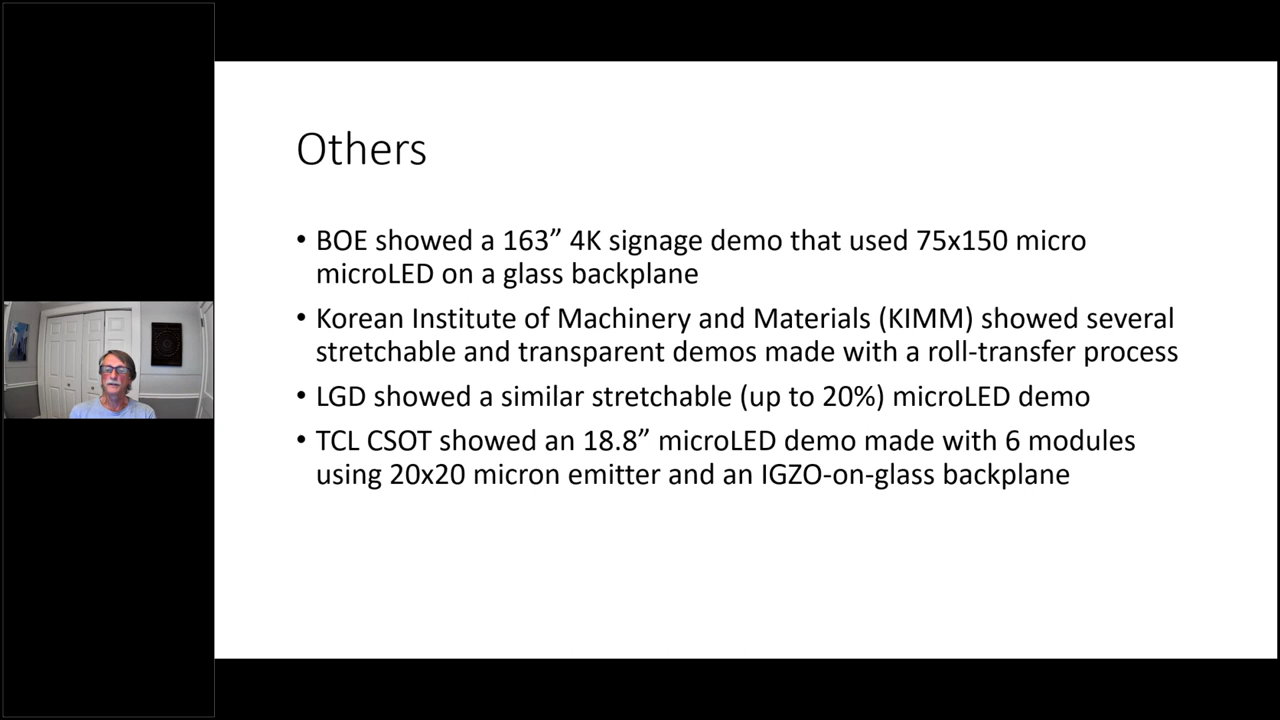 Others
• BOE showed a 163” 4K signage demo that used 75x150 micro
microLED on a glass backplane
• Korean Institute of Machinery and Materials (KIMM) showed several
stretchable and transparent demos made with a roll-transfer process
• LGD showed a similar stretchable (up to 20%) microLED demo
• TCL CSOT showed an 18.8” microLED demo made with 6 modules
using 20x20 micron emitter and an IGZO-on-glass backplane